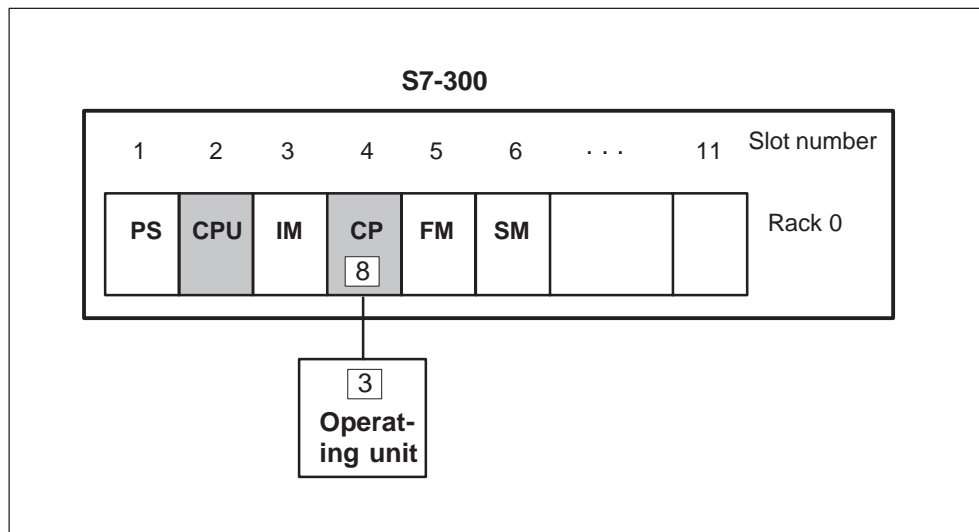 S7-300
1 2 3 4 5 6 · · · 11 Slot number
PS CPU IM CP FM SM Rack 0
8
3
Operat-
ing unit